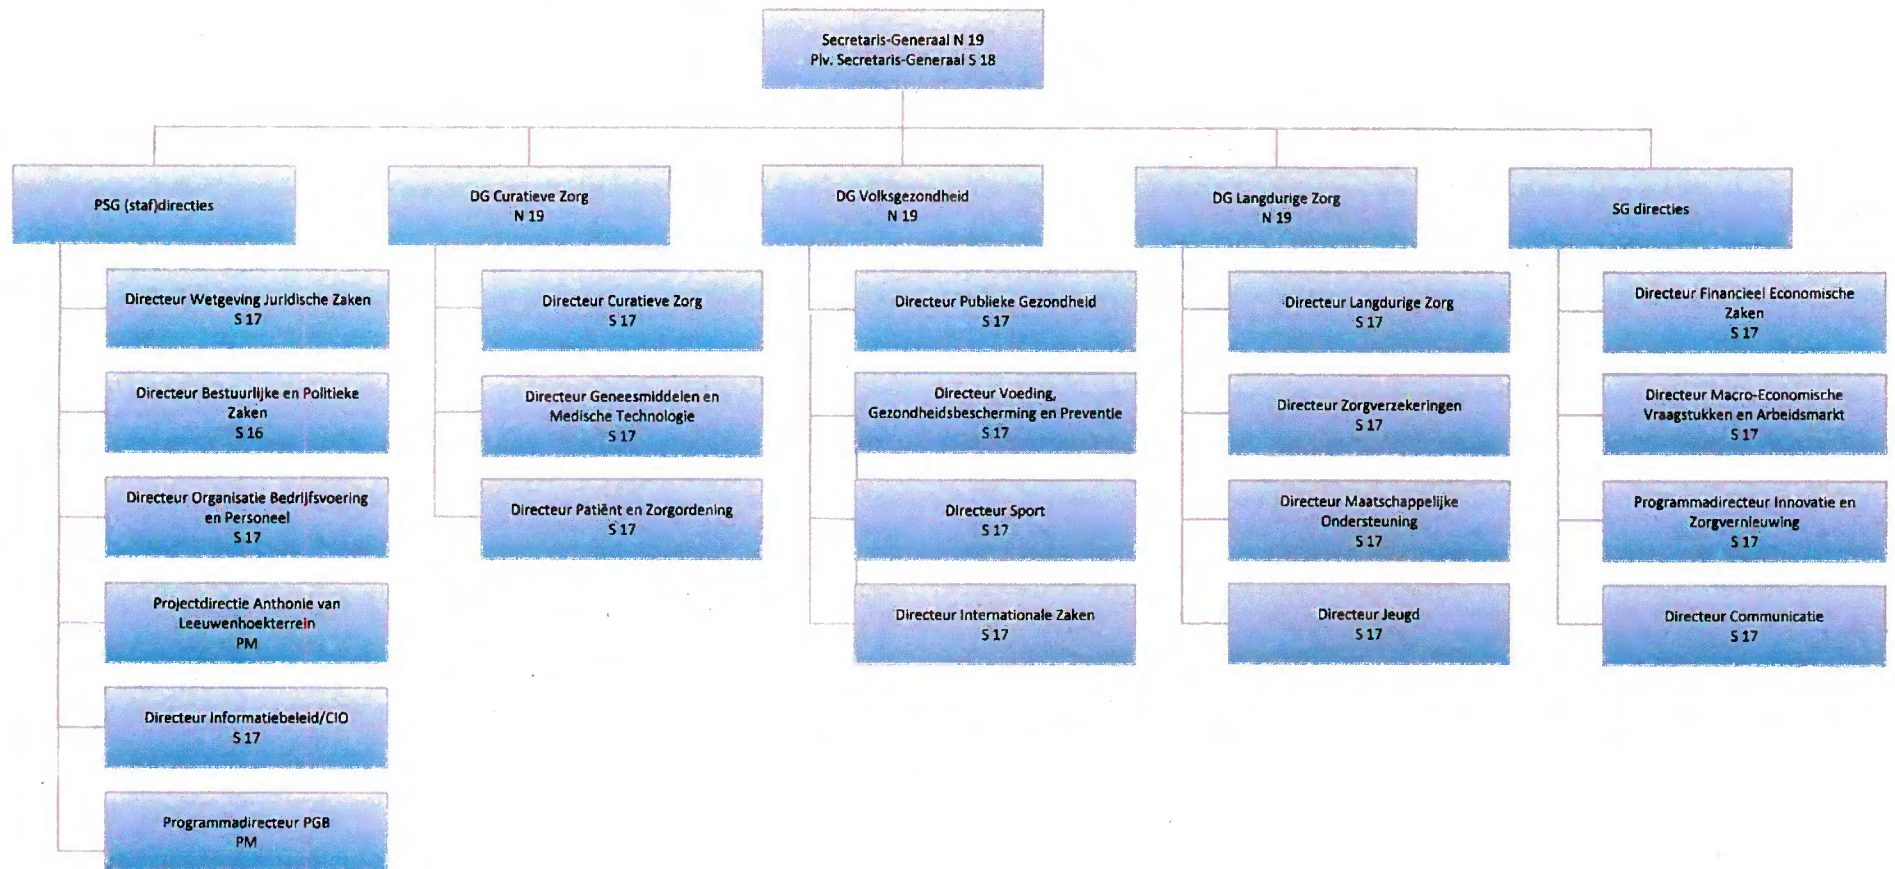 Secretaris-Generaal N 19
Plv. Secretaris-Generaal S 18
PSG (staf)directies
DG Curatieve Zorg
N 19
DG Volksgezondheid
N 19
DG Langdurige Zorg
N 19
SG directies
Directeur Wetgeving Juridische Zaken
S 17
Directeur Bestuurlijke en Politieke
Zaken
S 16
Directeur Organisatie Bedrijfsvoering
en Personeel
S 17
Projectdirectie Anthonie van
Leeuwenhoekterrein
PM
Directeur Informatiebeleid/CIO
S 17
Programmadirecteur PGB
PM
Directeur Curatieve Zorg
S 17
Directeur Geneesmiddelen en
Medische Technologie
S 17
Directeur Patiënt en Zorgordening
S 17
Directeur Publieke Gezondheid
S 17
Directeur Voeding,
Gezondheidsbescherming en Preventie
S 17
Directeur Sport
S 17
Directeur Internationale Zaken
S 17
Directeur Langdurige Zorg
S 17
Directeur Zorgverzekeringen
S 17
Directeur Maatschappelijke
Ondersteuning
S 17
Directeur Jeugd
S 17
Directeur Financieel Economische
Zaken
S 17
Directeur Macro-Economische
Vraagstukken en Arbeidsmarkt
S 17
Programmadirecteur Innovatie en
Zorgvernieuwing
S 17
Directeur Communicatie
S 17